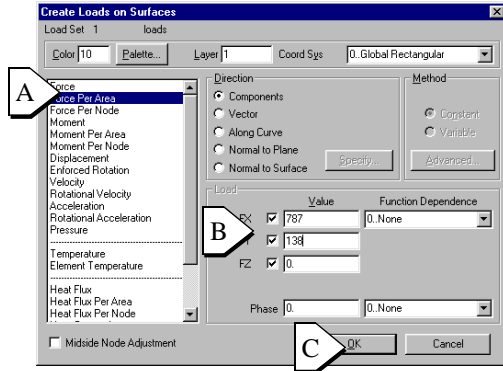 Create Loads on Surfaces
Load Set 1 loads
Color 10 Palette... Layer 1 Coord Sys 0..Global Rectangular
A
Force
Force Per Area
Force Per Node
Moment
Moment Per Area
Moment Per Node
Displacement
Enforced Rotation
Velocity
Rotational Velocity
Acceleration
Rotational Acceleration
Pressure
Temperature
Element Temperature
Heat Flux
Heat Flux Per Area
Heat Flux Per Node
Direction
Components
Vector
Along Curve
Normal to Plane
Normal to Surface
Specify...
Method
Constant
Variable
Advanced...
Load
Value Function Dependence
B
FX 787 0..None
138
FZ 0.
Phase 0. 0..None
Midside Node Adjustment
C
OK Cancel